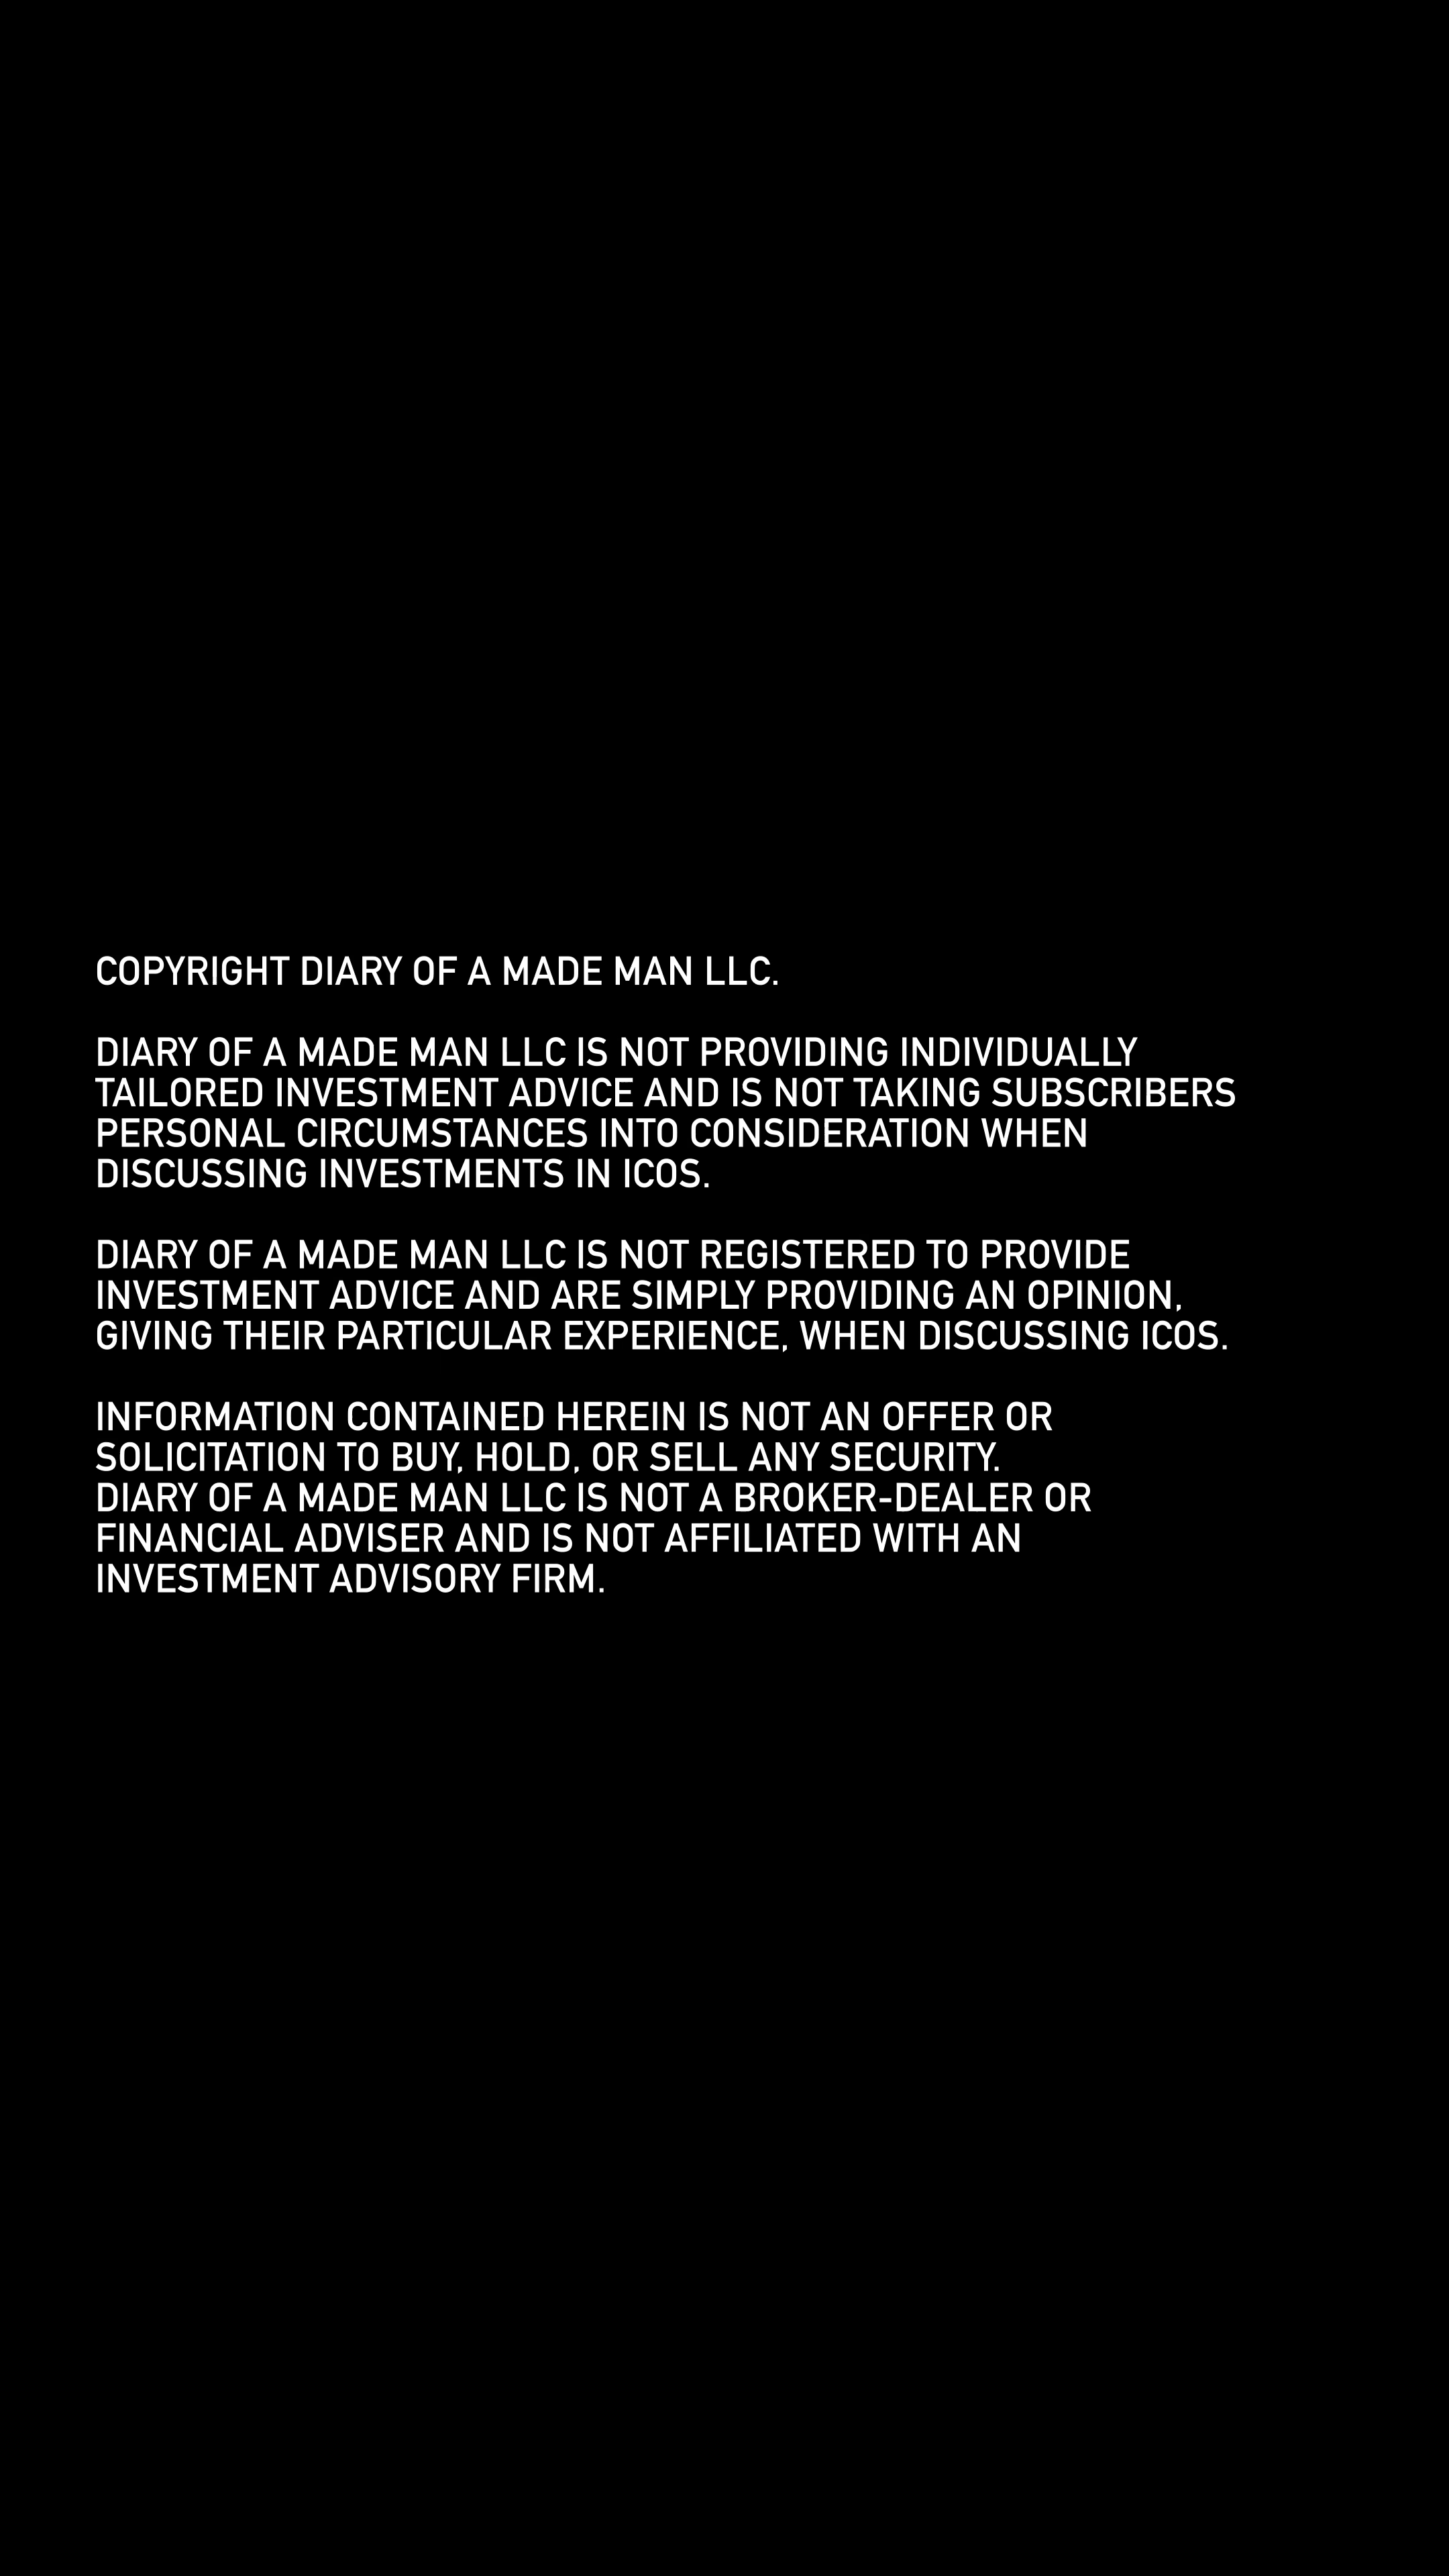 COPYRIGHT DIARY OF A MADE MAN LLC.
DIARY OF A MADE MAN LLC IS NOT PROVIDING INDIVIDUALLY
TAILORED INVESTMENT ADVICE AND IS NOT TAKING SUBSCRIBERS
PERSONAL CIRCUMSTANCES INTO CONSIDERATION WHEN
DISCUSSING INVESTMENTS IN ICOS.
DIARY OF A MADE MAN LLC IS NOT REGISTERED TO PROVIDE
INVESTMENT ADVICE AND ARE SIMPLY PROVIDING AN OPINION,
GIVING THEIR PARTICULAR EXPERIENCE, WHEN DISCUSSING ICOS.
INFORMATION CONTAINED HEREIN IS NOT AN OFFER OR
SOLICITATION TO BUY, HOLD, OR SELL ANY SECURITY.
DIARY OF A MADE MAN LLC IS NOT A BROKER-DEALER OR
FINANCIAL ADVISER AND IS NOT AFFILIATED WITH AN
INVESTMENT ADVISORY FIRM.